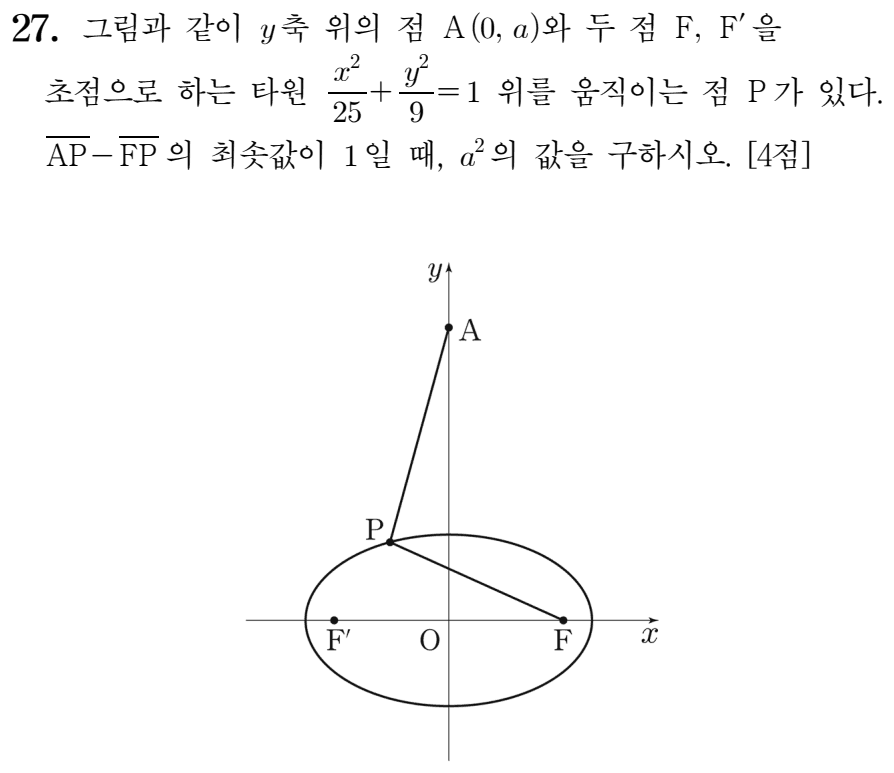 27. 그림과 같이 y축 위의 점 A(0, a)와 두 점 F, F′을
초점으로 하는 타원 x²/25 + y²/9 = 1 위를 움직이는 점 P가 있다.
A̅P̅ − F̅P̅의 최솟값이 1일 때, a²의 값을 구하시오. [4점]
y
A
P
F′
O
F
x